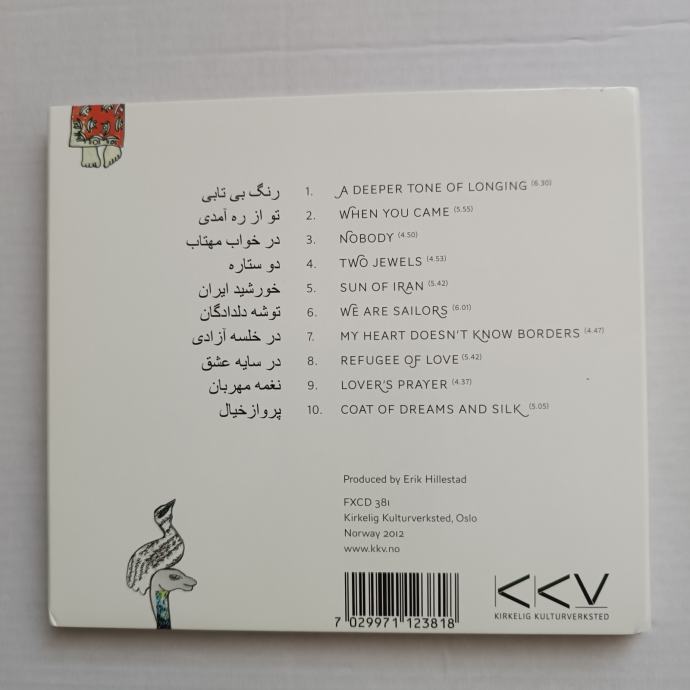 رنگ بی تابی 1. A DEEPER TONE OF LONGING (6.30)
تو از ره آمدی 2. WHEN YOU CAME (5.55)
در خواب مهتاب 3. NOBODY (4.50)
دو ستاره 4. TWO JEWELS (4.53)
خورشید ایران 5. SUN OF IRAN (5.42)
توشه دلدادگان 6. WE ARE SAILORS (6.01)
در خلسه آزادی 7. MY HEART DOESN'T KNOW BORDERS (4.47)
در سایه عشق 8. REFUGEE OF LOVE (5.42)
نغمه مهربان 9. LOVER'S PRAYER (4.37)
پروازخیال 10. COAT OF DREAMS AND SILK (5.05)
Produced by Erik Hillestad
FXCD 381
Kirkelig Kulturverksted, Oslo
Norway 2012
www.kkv.no
7 029971 123818
KKV
KIRKELIG KULTURVERKSTED